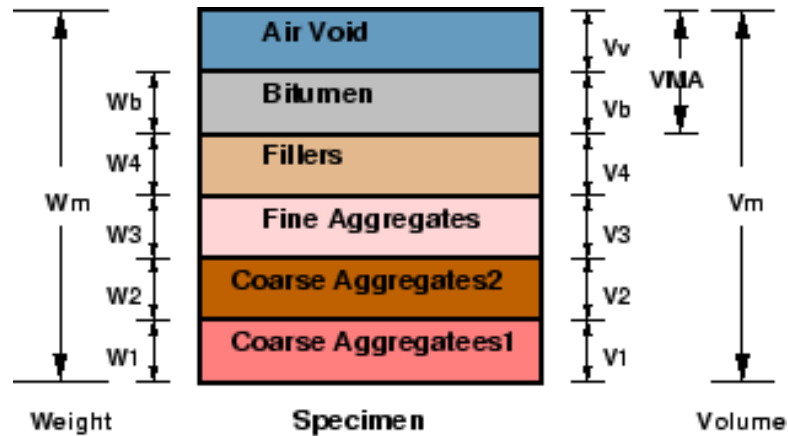 Air Void
Vv
VMA
Wb
Bitumen
Vb
W4
Fillers
V4
Wm
Vm
W3
Fine Aggregates
V3
W2
Coarse Aggregates2
V2
W1
Coarse Aggregatees1
V1
Weight
Specimen
Volume